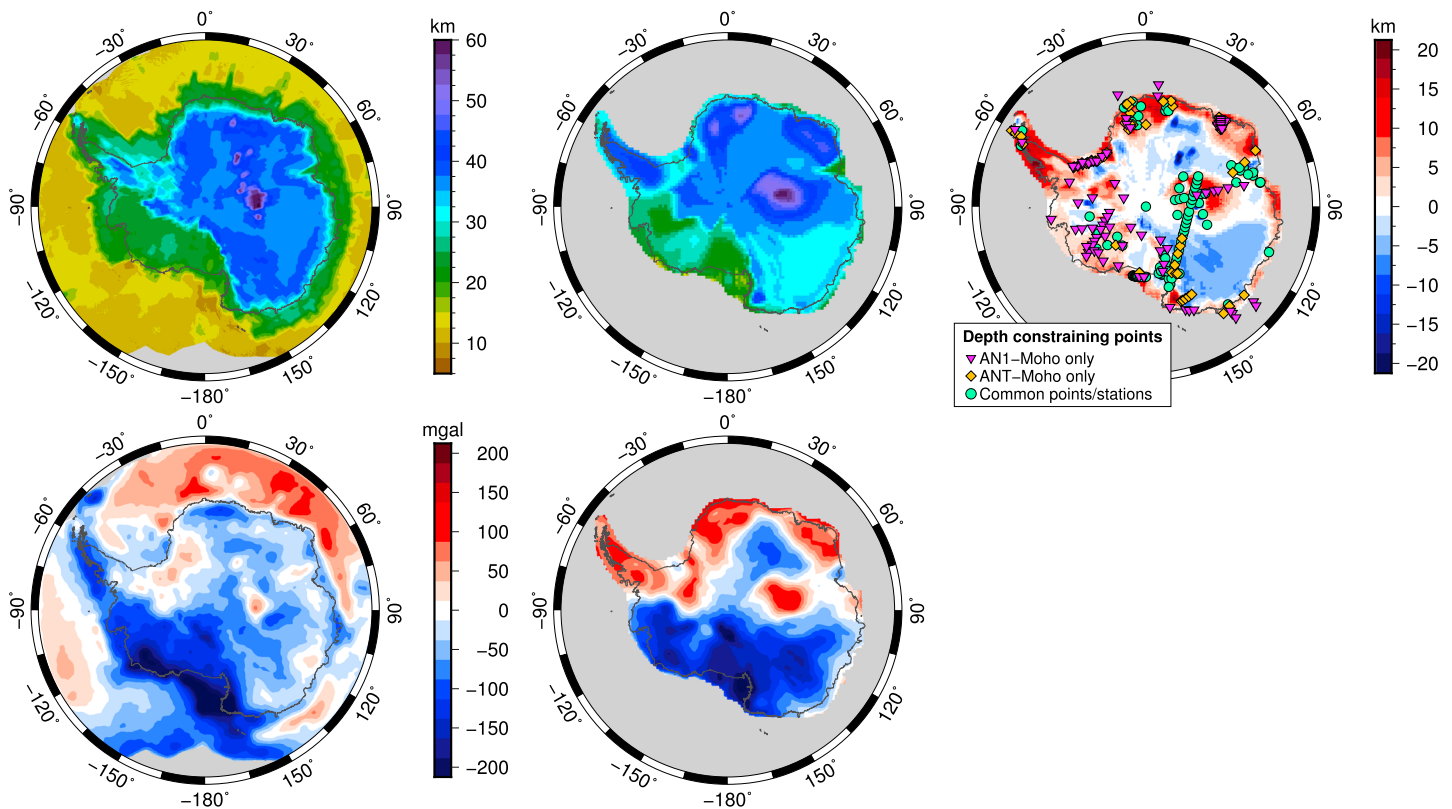 0° 30° 60° 90° 120° 150° −180° −150° −120° −90° −60° −30°
km
60
50
40
30
20
10
0° 30° 60° 90° 120° 150° −180° −150° −120° −90° −60° −30°
0° 30° 60° 90° 120° 150° −90° −60° −30°
km
20
15
10
5
0
−5
−10
−15
−20
Depth constraining points
AN1−Moho only
ANT−Moho only
Common points/stations
0° 30° 60° 90° 120° 150° −180° −150° −120° −90° −60° −30°
mgal
200
150
100
50
0
−50
−100
−150
−200
0° 30° 60° 90° 120° 150° −180° −150° −120° −90° −60° −30°